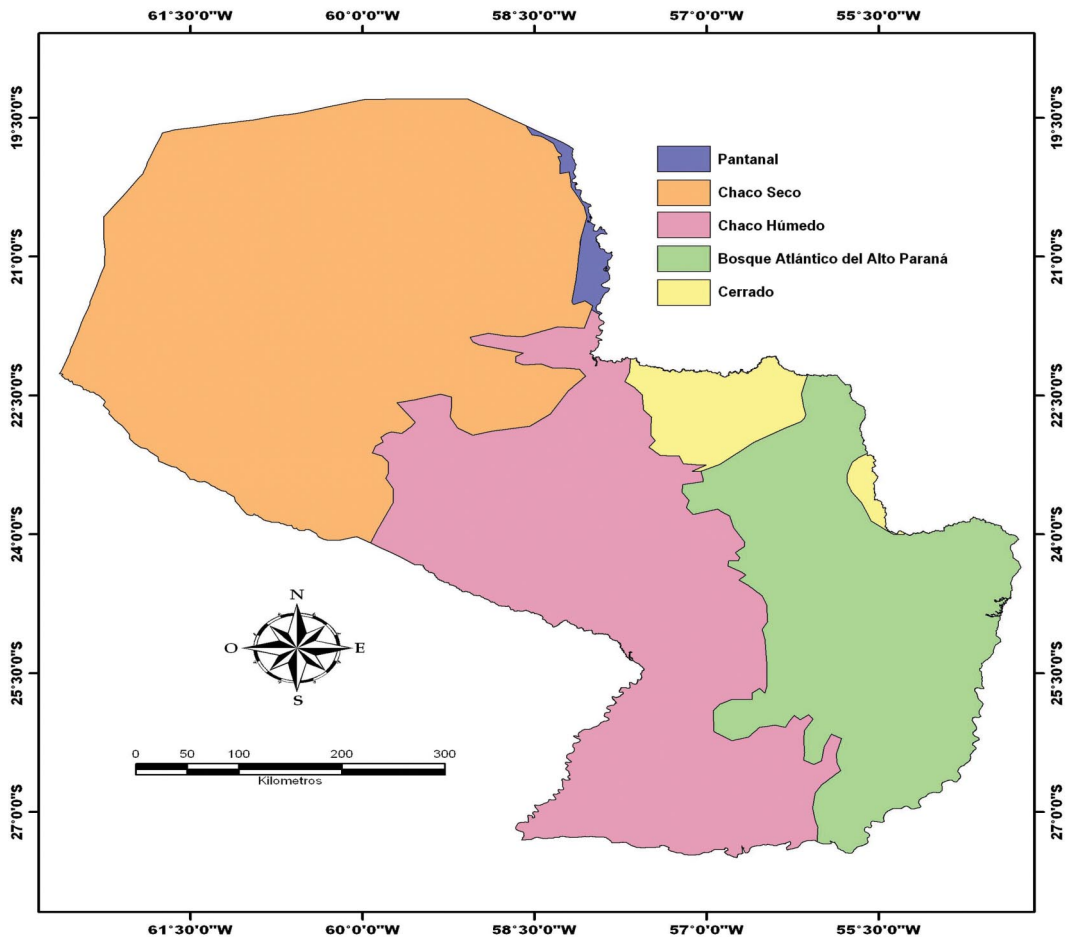 61°30'0"W 60°0'0"W 58°30'0"W 57°0'0"W 55°30'0"W
19°30'0"S 19°30'0"S
Pantanal
Chaco Seco
Chaco Húmedo
21°0'0"S 21°0'0"S
Bosque Atlántico del Alto Paraná
Cerrado
22°30'0"S 22°30'0"S
24°0'0"S 24°0'0"S
N
O E
S
25°30'0"S 25°30'0"S
0 50 100 200 300
Kilometros
27°0'0"S 27°0'0"S
61°30'0"W 60°0'0"W 58°30'0"W 57°0'0"W 55°30'0"W